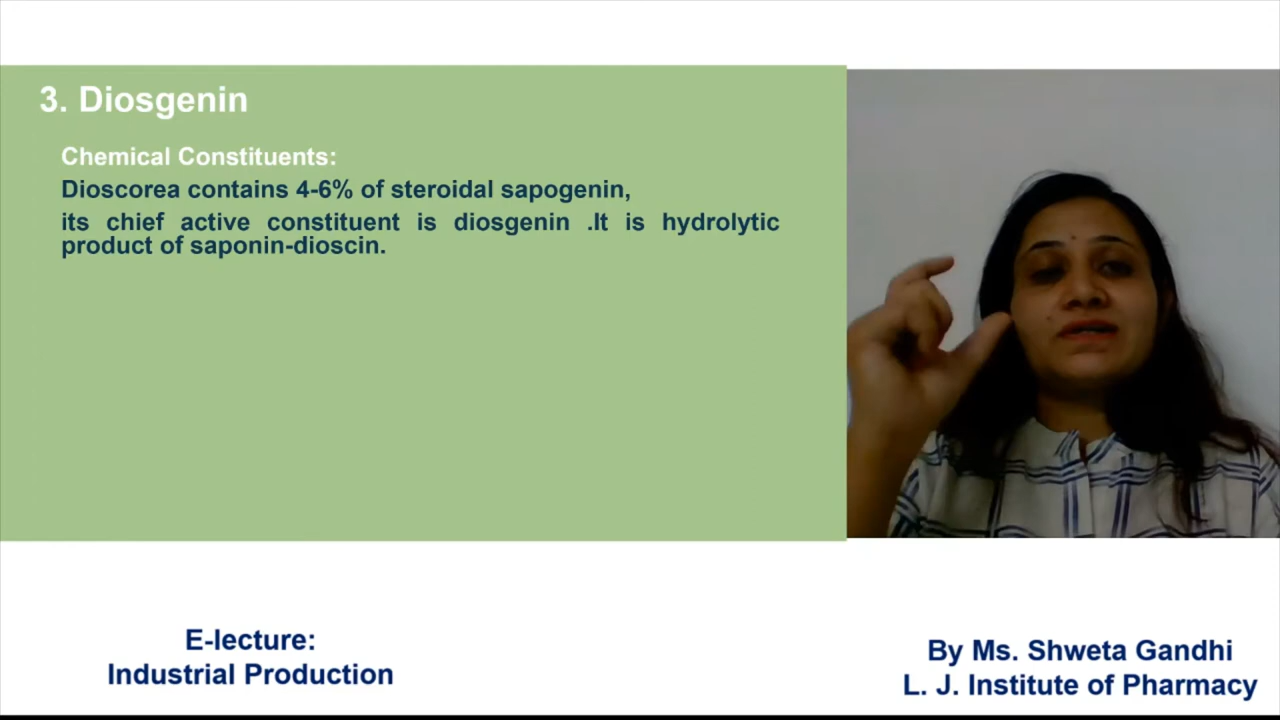 3. Diosgenin
Chemical Constituents:
Dioscorea contains 4-6% of steroidal sapogenin,
its chief active constituent is diosgenin .It is hydrolytic
product of saponin-dioscin.
E-lecture:
Industrial Production
By Ms. Shweta Gandhi
L. J. Institute of Pharmacy